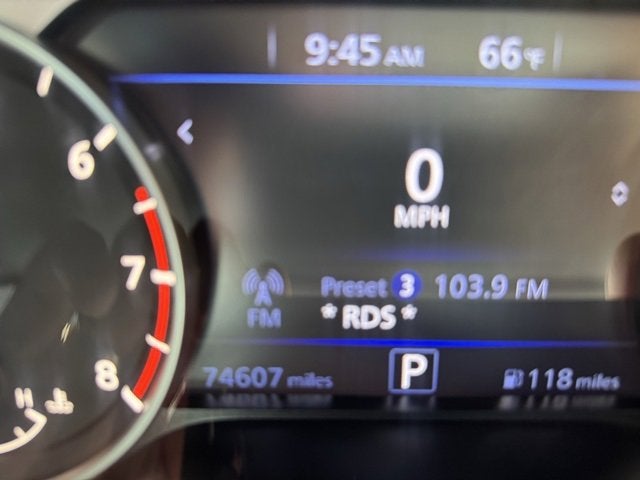 9:45 AM 66°F
6
0
MPH
7
Preset 3 103.9 FM
FM * RDS *
8
74607 miles P 118 miles
H